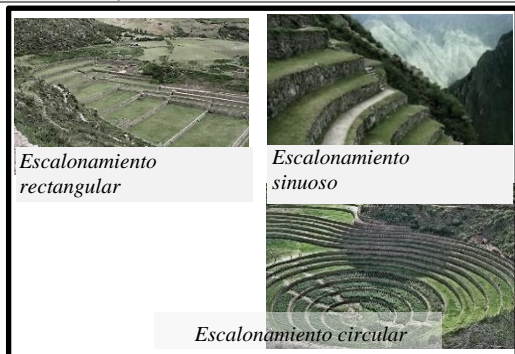 Escalonamiento
rectangular
Escalonamiento
sinuoso
Escalonamiento circular